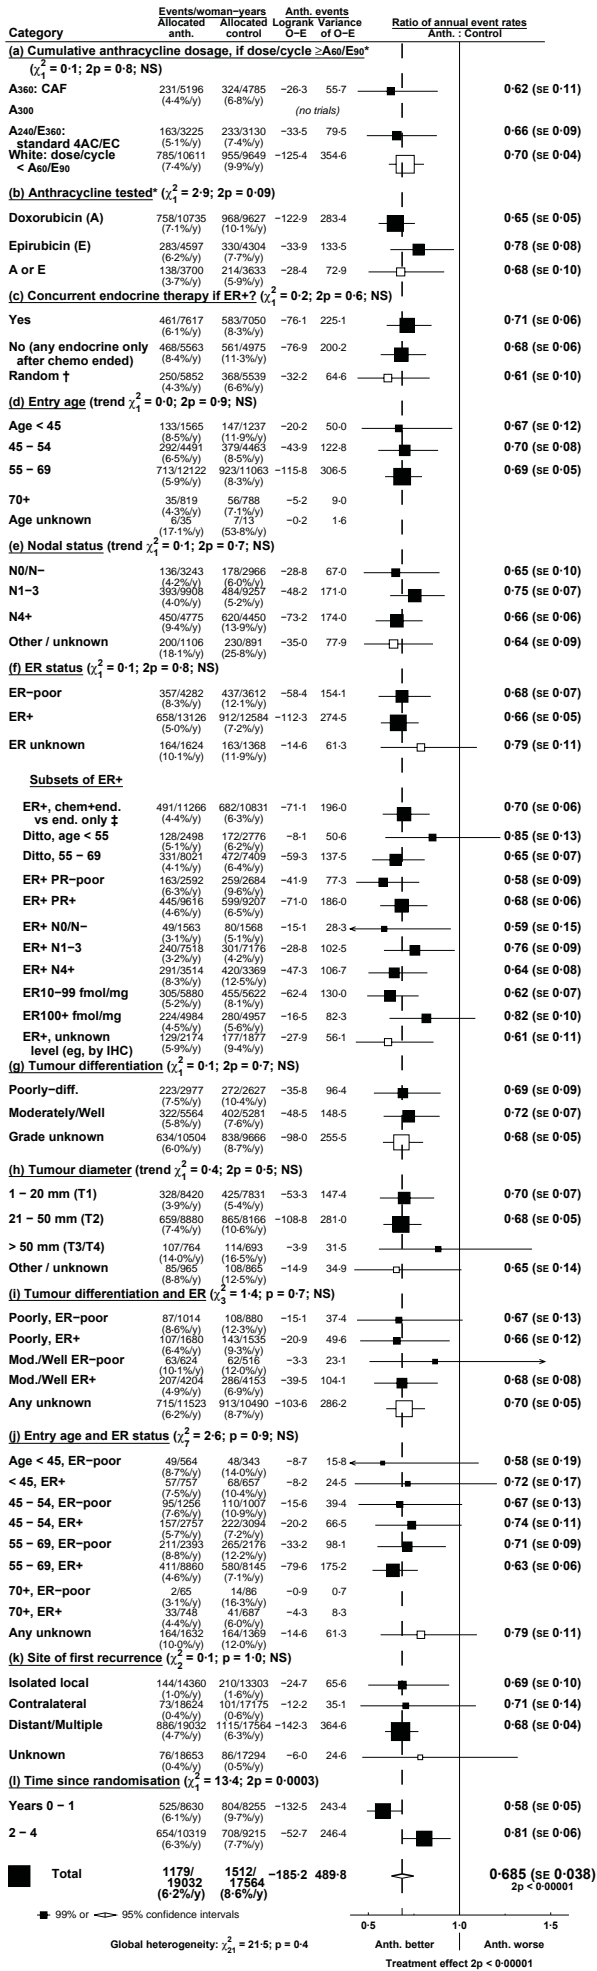 Events/woman−years Anth. events
Allocated Allocated Logrank Variance Ratio of annual event rates
Category anth. control O−E of O−E Anth. : Control
(a) Cumulative anthracycline dosage, if dose/cycle ≥A60/E90*
(χ²₁ = 0·1; 2p = 0·8; NS)
A360: CAF 231/5196 324/4785 −26·3 55·7 0·62 (SE 0·11)
(4·4%/y) (6·8%/y)
A300 (no trials)
A240/E360: 163/3225 233/3130 −33·5 79·5 0·66 (SE 0·09)
standard 4AC/EC (5·1%/y) (7·4%/y)
White: dose/cycle 785/10611 955/9649 −125·4 354·6 0·70 (SE 0·04)
< A60/E90 (7·4%/y) (9·9%/y)
(b) Anthracycline tested* (χ²₁ = 2·9; 2p = 0·09)
Doxorubicin (A) 758/10735 968/9627 −122·9 283·4 0·65 (SE 0·05)
(7·1%/y) (10·1%/y)
Epirubicin (E) 283/4597 330/4304 −33·9 133·5 0·78 (SE 0·08)
(6·2%/y) (7·7%/y)
A or E 138/3700 214/3633 −28·4 72·9 0·68 (SE 0·10)
(3·7%/y) (5·9%/y)
(c) Concurrent endocrine therapy if ER+? (χ²₁ = 0·2; 2p = 0·6; NS)
Yes 461/7617 583/7050 −76·1 225·1 0·71 (SE 0·06)
(6·1%/y) (8·3%/y)
No (any endocrine only 468/5563 561/4975 −76·9 200·2 0·68 (SE 0·06)
after chemo ended) (8·4%/y) (11·3%/y)
Random † 250/5852 368/5539 −32·2 64·6 0·61 (SE 0·10)
(4·3%/y) (6·6%/y)
(d) Entry age (trend χ²₁ = 0·0; 2p = 0·9; NS)
Age < 45 133/1565 147/1237 −20·2 50·0 0·67 (SE 0·12)
(8·5%/y) (11·9%/y)
45 − 54 292/4491 379/4463 −43·9 122·8 0·70 (SE 0·08)
(6·5%/y) (8·5%/y)
55 − 69 713/12122 923/11063 −115·8 306·5 0·69 (SE 0·05)
(5·9%/y) (8·3%/y)
70+ 35/819 56/788 −5·2 9·0
(4·3%/y) (7·1%/y)
Age unknown 6/35 7/13 −0·2 1·6
(17·1%/y) (53·8%/y)
(e) Nodal status (trend χ²₁ = 0·1; 2p = 0·7; NS)
N0/N− 136/3243 178/2966 −28·8 67·0 0·65 (SE 0·10)
(4·2%/y) (6·0%/y)
N1−3 393/9908 484/9257 −48·2 171·0 0·75 (SE 0·07)
(4·0%/y) (5·2%/y)
N4+ 450/4775 620/4450 −73·2 174·0 0·66 (SE 0·06)
(9·4%/y) (13·9%/y)
Other / unknown 200/1106 230/891 −35·0 77·9 0·64 (SE 0·09)
(18·1%/y) (25·8%/y)
(f) ER status (χ²₁ = 0·1; 2p = 0·8; NS)
ER−poor 357/4282 437/3612 −58·4 154·1 0·68 (SE 0·07)
(8·3%/y) (12·1%/y)
ER+ 658/13126 912/12584 −112·3 274·5 0·66 (SE 0·05)
(5·0%/y) (7·2%/y)
ER unknown 164/1624 163/1368 −14·6 61·3 0·79 (SE 0·11)
(10·1%/y) (11·9%/y)
Subsets of ER+
ER+, chem+end. 491/11266 682/10831 −71·1 196·0 0·70 (SE 0·06)
vs end. only ‡ (4·4%/y) (6·3%/y)
Ditto, age < 55 128/2498 172/2776 −8·1 50·6 0·85 (SE 0·13)
(5·1%/y) (6·2%/y)
Ditto, 55 − 69 331/8021 472/7409 −59·3 137·5 0·65 (SE 0·07)
(4·1%/y) (6·4%/y)
ER+ PR−poor 163/2592 259/2684 −41·9 77·3 0·58 (SE 0·09)
(6·3%/y) (9·6%/y)
ER+ PR+ 445/9616 599/9207 −71·0 186·0 0·68 (SE 0·06)
(4·6%/y) (6·5%/y)
ER+ N0/N− 49/1563 80/1568 −15·1 28·3 0·59 (SE 0·15)
(3·1%/y) (5·1%/y)
ER+ N1−3 240/7518 301/7176 −28·8 102·5 0·76 (SE 0·09)
(3·2%/y) (4·2%/y)
ER+ N4+ 291/3514 420/3369 −47·3 106·7 0·64 (SE 0·08)
(8·3%/y) (12·5%/y)
ER10−99 fmol/mg 305/5880 455/5622 −62·4 130·0 0·62 (SE 0·07)
(5·2%/y) (8·1%/y)
ER100+ fmol/mg 224/4984 280/4957 −16·5 82·3 0·82 (SE 0·10)
(4·5%/y) (5·6%/y)
ER+, unknown 129/2174 177/1877 −27·9 56·1 0·61 (SE 0·11)
level (eg, by IHC) (5·9%/y) (9·4%/y)
(g) Tumour differentiation (χ²₁ = 0·1; 2p = 0·7; NS)
Poorly−diff. 223/2977 272/2627 −35·8 96·4 0·69 (SE 0·09)
(7·5%/y) (10·4%/y)
Moderately/Well 322/5564 402/5281 −48·5 148·5 0·72 (SE 0·07)
(5·8%/y) (7·6%/y)
Grade unknown 634/10504 838/9666 −98·0 255·5 0·68 (SE 0·05)
(6·0%/y) (8·7%/y)
(h) Tumour diameter (trend χ²₁ = 0·4; 2p = 0·5; NS)
1 − 20 mm (T1) 328/8420 425/7831 −53·3 147·4 0·70 (SE 0·07)
(3·9%/y) (5·4%/y)
21 − 50 mm (T2) 659/8880 865/8166 −108·8 281·0 0·68 (SE 0·05)
(7·4%/y) (10·6%/y)
> 50 mm (T3/T4) 107/764 114/693 −3·9 31·5
(14·0%/y) (16·5%/y)
Other / unknown 85/965 108/865 −14·9 34·9 0·65 (SE 0·14)
(8·8%/y) (12·5%/y)
(i) Tumour differentiation and ER (χ²₃ = 1·4; p = 0·7; NS)
Poorly, ER−poor 87/1014 108/880 −15·1 37·4 0·67 (SE 0·13)
(8·6%/y) (12·3%/y)
Poorly, ER+ 107/1680 143/1535 −20·9 49·6 0·66 (SE 0·12)
(6·4%/y) (9·3%/y)
Mod./Well ER−poor 63/624 62/516 −3·3 23·1
(10·1%/y) (12·0%/y)
Mod./Well ER+ 207/4204 286/4153 −39·5 104·1 0·68 (SE 0·08)
(4·9%/y) (6·9%/y)
Any unknown 715/11523 913/10490 −103·6 286·2 0·70 (SE 0·05)
(6·2%/y) (8·7%/y)
(j) Entry age and ER status (χ²₇ = 2·6; p = 0·9; NS)
Age < 45, ER−poor 49/564 48/343 −8·7 15·8 0·58 (SE 0·19)
(8·7%/y) (14·0%/y)
< 45, ER+ 57/757 68/657 −8·2 24·5 0·72 (SE 0·17)
(7·5%/y) (10·4%/y)
45 − 54, ER−poor 95/1256 110/1007 −15·6 39·4 0·67 (SE 0·13)
(7·6%/y) (10·9%/y)
45 − 54, ER+ 157/2757 222/3094 −20·2 66·5 0·74 (SE 0·11)
(5·7%/y) (7·2%/y)
55 − 69, ER−poor 211/2393 265/2176 −33·2 98·1 0·71 (SE 0·09)
(8·8%/y) (12·2%/y)
55 − 69, ER+ 411/8860 580/8145 −79·6 175·2 0·63 (SE 0·06)
(4·6%/y) (7·1%/y)
70+, ER−poor 2/65 14/86 −0·9 0·7
(3·1%/y) (16·3%/y)
70+, ER+ 33/748 41/687 −4·3 8·3
(4·4%/y) (6·0%/y)
Any unknown 164/1632 164/1369 −14·6 61·3 0·79 (SE 0·11)
(10·0%/y) (12·0%/y)
(k) Site of first recurrence (χ²₂ = 0·1; p = 1·0; NS)
Isolated local 144/14360 210/13303 −24·7 65·6 0·69 (SE 0·10)
(1·0%/y) (1·6%/y)
Contralateral 73/18624 101/17175 −12·2 35·1 0·71 (SE 0·14)
(0·4%/y) (0·6%/y)
Distant/Multiple 886/19032 1115/17564 −142·3 364·6 0·68 (SE 0·04)
(4·7%/y) (6·3%/y)
Unknown 76/18653 86/17294 −6·0 24·6
(0·4%/y) (0·5%/y)
(l) Time since randomisation (χ²₁ = 13·4; 2p = 0·0003)
Years 0 − 1 525/8630 804/8255 −132·5 243·4 0·58 (SE 0·05)
(6·1%/y) (9·7%/y)
2 − 4 654/10319 708/9215 −52·7 246·4 0·81 (SE 0·06)
(6·3%/y) (7·7%/y)
Total 1179/ 1512/ −185·2 489·8 0·685 (SE 0·038)
19032 17564 2p < 0·00001
(6·2%/y) (8·6%/y)
99% or 95% confidence intervals
0·5 1·0 1·5
Global heterogeneity: χ²₂₁ = 21·5; p = 0·4 Anth. better Anth. worse
Treatment effect 2p < 0·00001